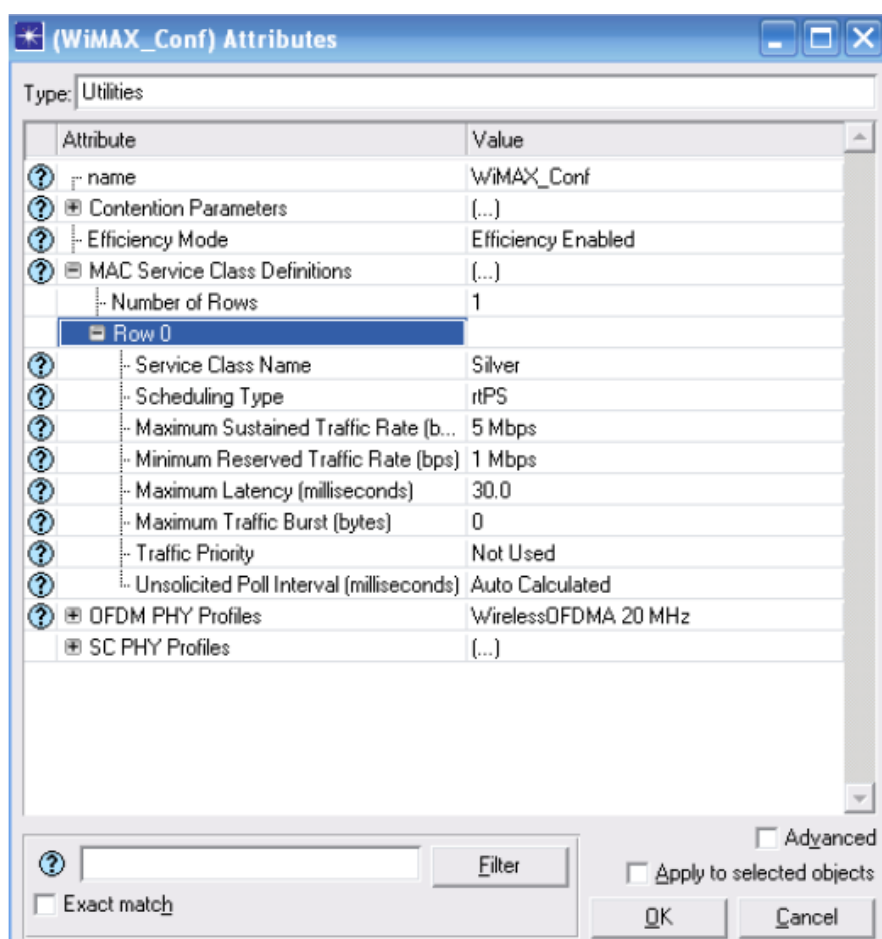 (WiMAX_Conf) Attributes
Type: Utilities
Attribute Value
name WiMAX_Conf
Contention Parameters (...)
Efficiency Mode Efficiency Enabled
MAC Service Class Definitions (...)
Number of Rows 1
Row 0
Service Class Name Silver
Scheduling Type rtPS
Maximum Sustained Traffic Rate (b... 5 Mbps
Minimum Reserved Traffic Rate (bps) 1 Mbps
Maximum Latency (milliseconds) 30.0
Maximum Traffic Burst (bytes) 0
Traffic Priority Not Used
Unsolicited Poll Interval (milliseconds) Auto Calculated
OFDM PHY Profiles WirelessOFDMA 20 MHz
SC PHY Profiles (...)
Advanced
Filter
Apply to selected objects
Exact match
OK Cancel